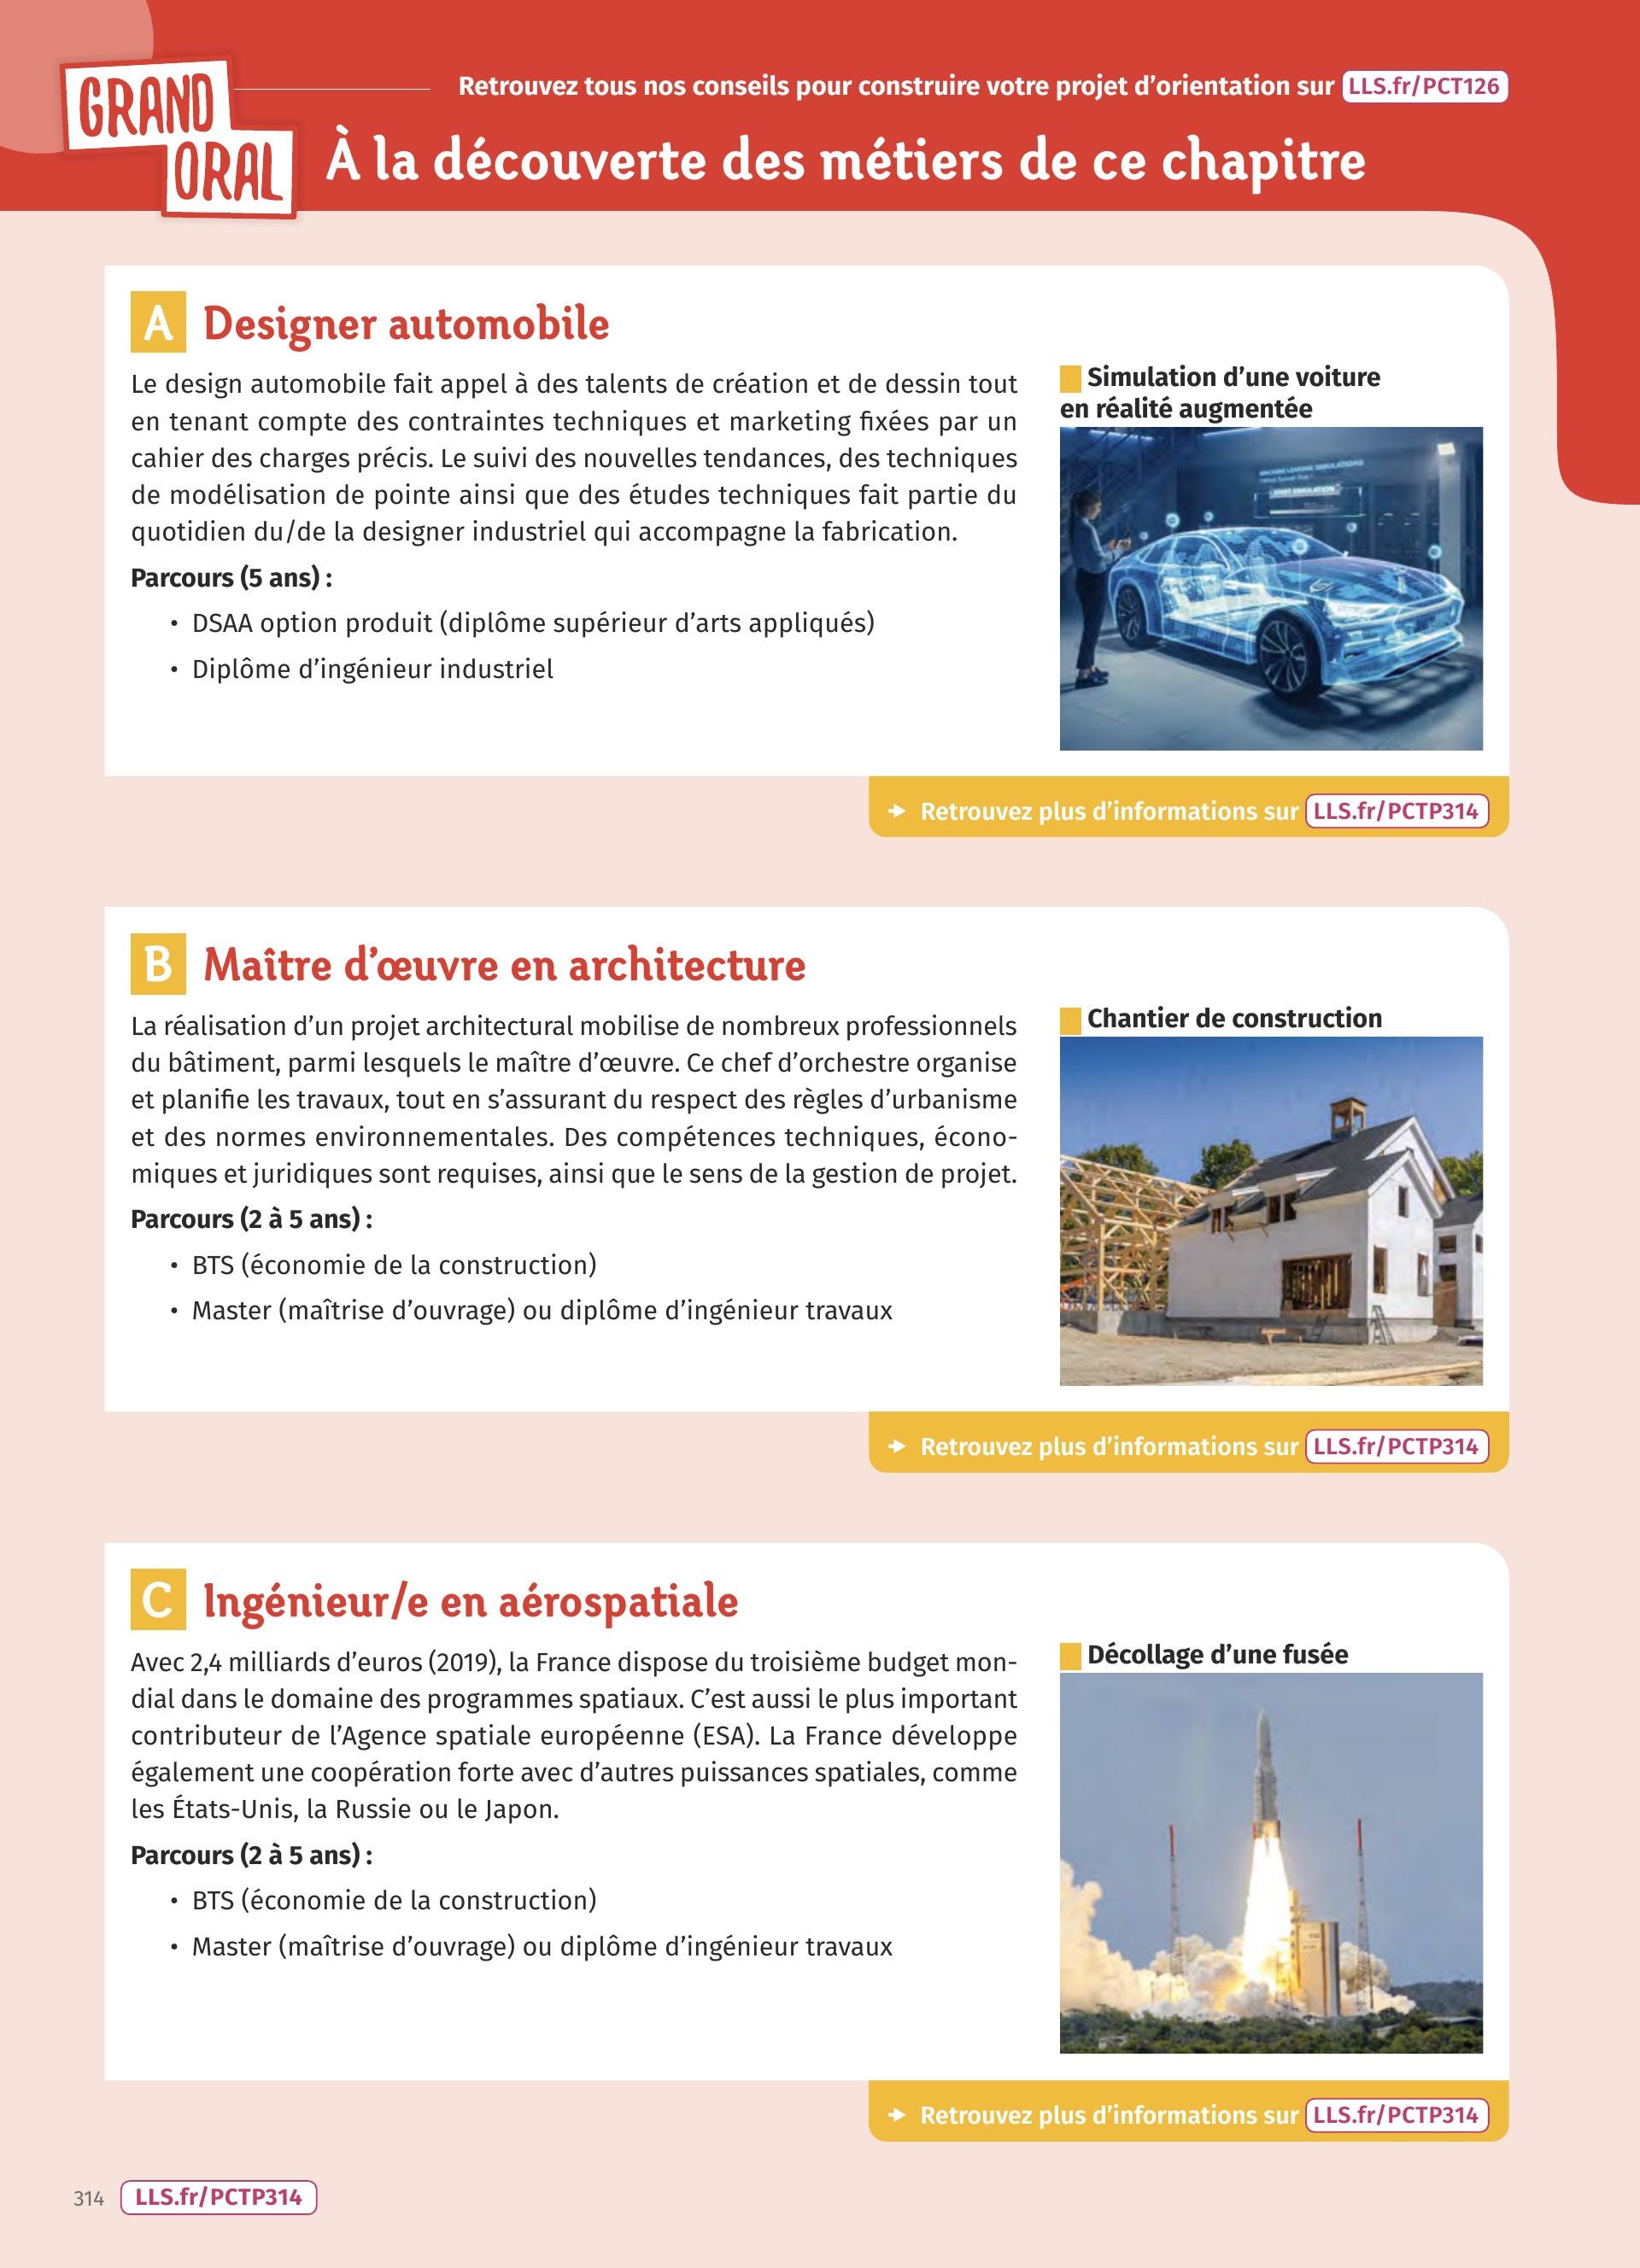 GRAND
ORAL
Retrouvez tous nos conseils pour construire votre projet d'orientation sur LLS.fr/PCT126
À la découverte des métiers de ce chapitre
A Designer automobile
Le design automobile fait appel à des talents de création et de dessin tout
en tenant compte des contraintes techniques et marketing fixées par un
cahier des charges précis. Le suivi des nouvelles tendances, des techniques
de modélisation de pointe ainsi que des études techniques fait partie du
quotidien du/de la designer industriel qui accompagne la fabrication.
Parcours (5 ans) :
• DSAA option produit (diplôme supérieur d'arts appliqués)
• Diplôme d'ingénieur industriel
Simulation d'une voiture
en réalité augmentée
MACHINE LEARNING SIMULATIONS
START SIMULATION
Retrouvez plus d'informations sur LLS.fr/PCTP314
B Maître d'œuvre en architecture
La réalisation d'un projet architectural mobilise de nombreux professionnels
du bâtiment, parmi lesquels le maître d'œuvre. Ce chef d'orchestre organise
et planifie les travaux, tout en s'assurant du respect des règles d'urbanisme
et des normes environnementales. Des compétences techniques, écono-
miques et juridiques sont requises, ainsi que le sens de la gestion de projet.
Parcours (2 à 5 ans) :
• BTS (économie de la construction)
• Master (maîtrise d'ouvrage) ou diplôme d'ingénieur travaux
Chantier de construction
Retrouvez plus d'informations sur LLS.fr/PCTP314
C Ingénieur/e en aérospatiale
Avec 2,4 milliards d'euros (2019), la France dispose du troisième budget mon-
dial dans le domaine des programmes spatiaux. C'est aussi le plus important
contributeur de l'Agence spatiale européenne (ESA). La France développe
également une coopération forte avec d'autres puissances spatiales, comme
les États-Unis, la Russie ou le Japon.
Parcours (2 à 5 ans) :
• BTS (économie de la construction)
• Master (maîtrise d'ouvrage) ou diplôme d'ingénieur travaux
Décollage d'une fusée
Retrouvez plus d'informations sur LLS.fr/PCTP314
314 LLS.fr/PCTP314